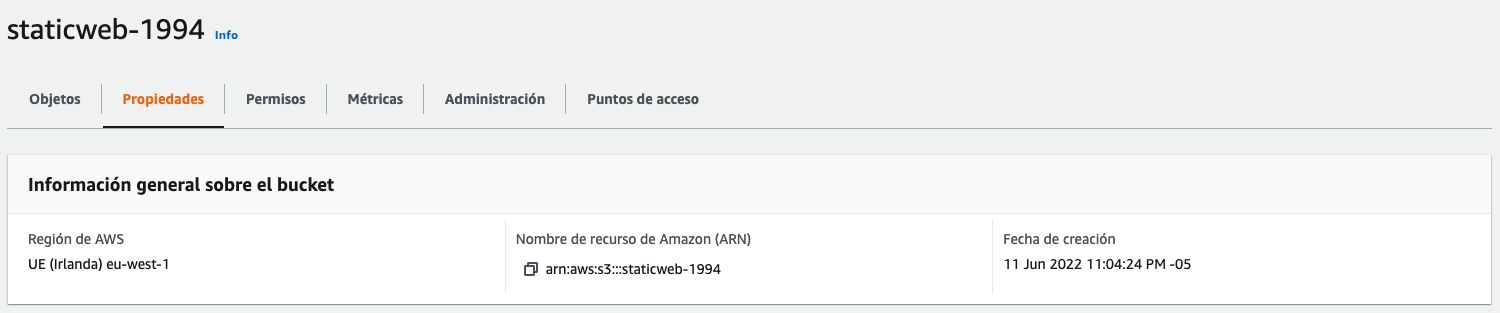 staticweb-1994 Info
Objetos Propiedades Permisos Métricas Administración Puntos de acceso
Información general sobre el bucket
Región de AWS Nombre de recurso de Amazon (ARN) Fecha de creación
UE (Irlanda) eu-west-1 arn:aws:s3:::staticweb-1994 11 Jun 2022 11:04:24 PM -05